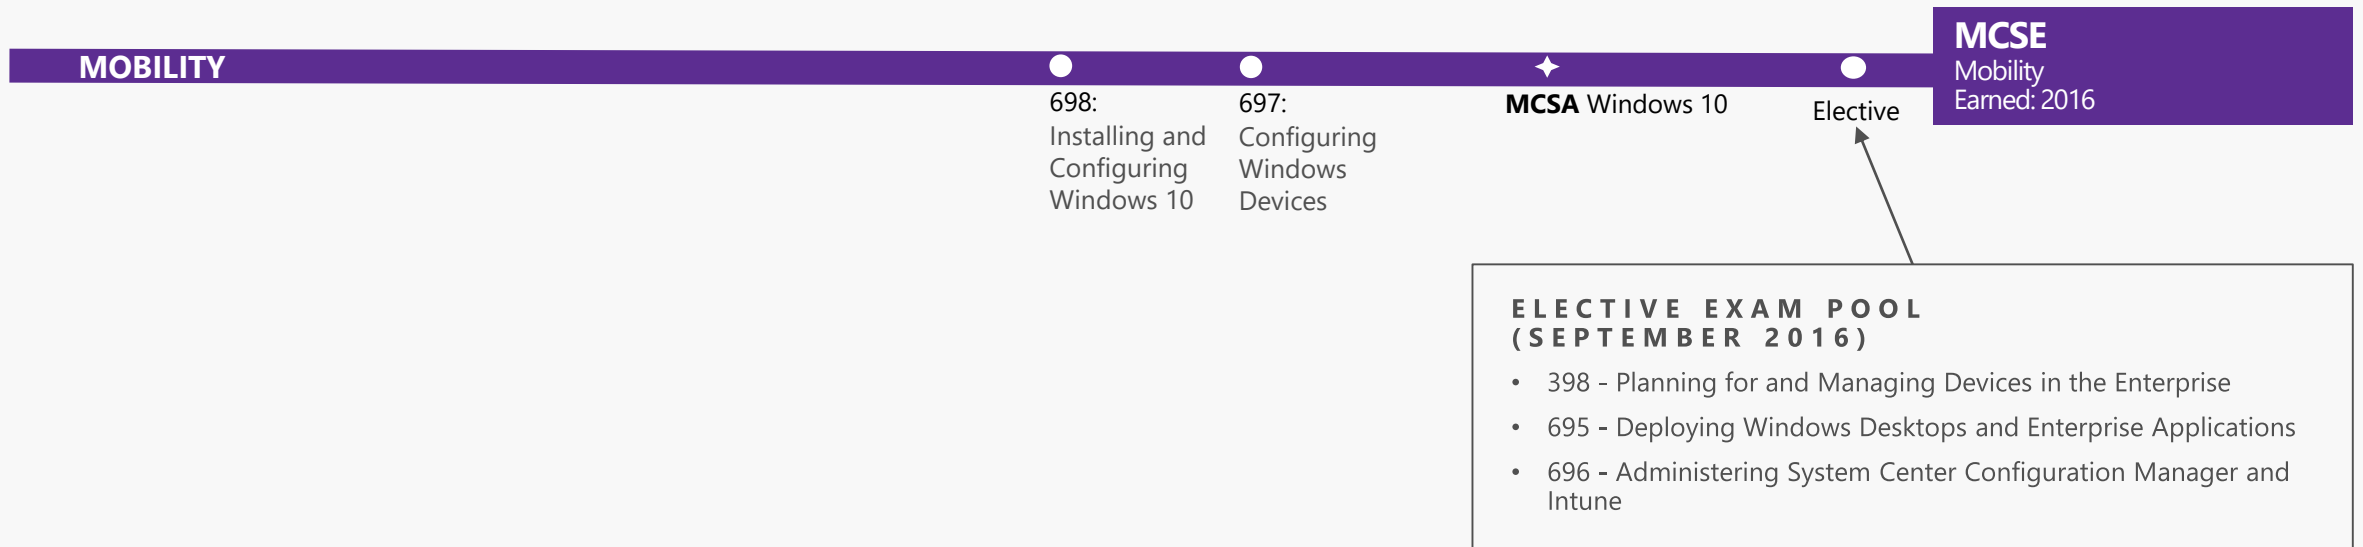 MOBILITY
698:
Installing and
Configuring
Windows 10
697:
Configuring
Windows
Devices
MCSA Windows 10
Elective
MCSE
Mobility
Earned: 2016
ELECTIVE EXAM POOL
(SEPTEMBER 2016)
• 398 - Planning for and Managing Devices in the Enterprise
• 695 - Deploying Windows Desktops and Enterprise Applications
• 696 - Administering System Center Configuration Manager and
Intune